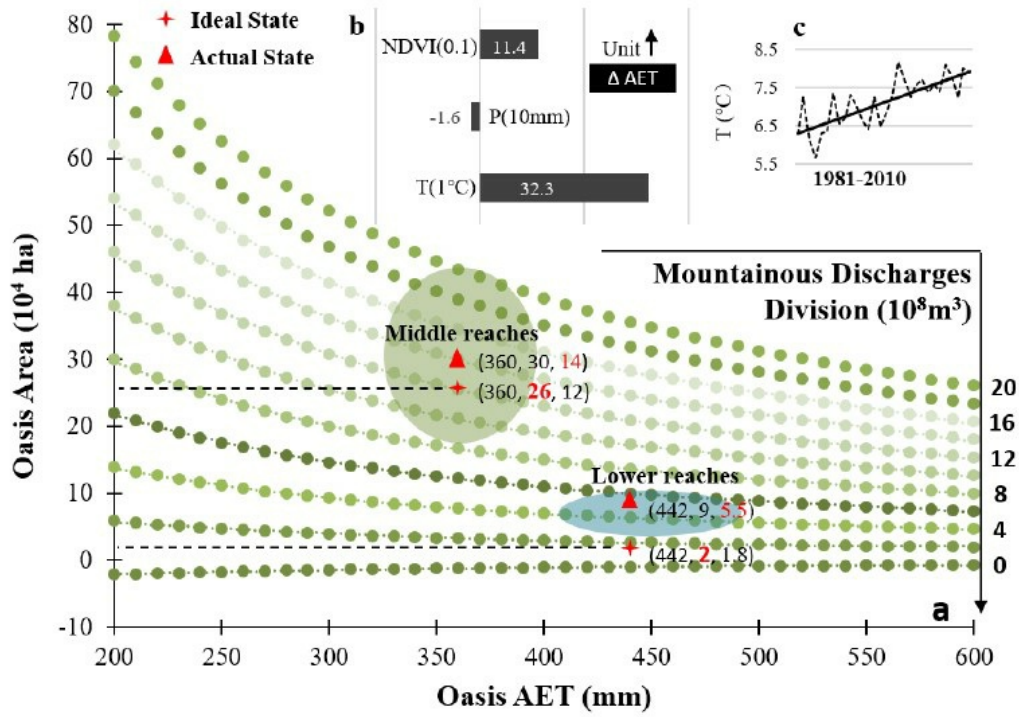 Ideal State
Actual State
b
NDVI(0.1)
11.4
-1.6
P(10mm)
T(1°C)
32.3
Unit
Δ AET
c
T (°C)
8.5
7.5
6.5
5.5
1981-2010
Mountainous Discharges
Division (10⁸m³)
20
16
12
8
4
0
Middle reaches
(360, 30, 14)
(360, 26, 12)
Lower reaches
(442, 9, 5.5)
(442, 2, 1.8)
a
Oasis Area (10⁴ ha)
80
70
60
50
40
30
20
10
0
-10
200
250
300
350
400
450
500
550
600
Oasis AET (mm)